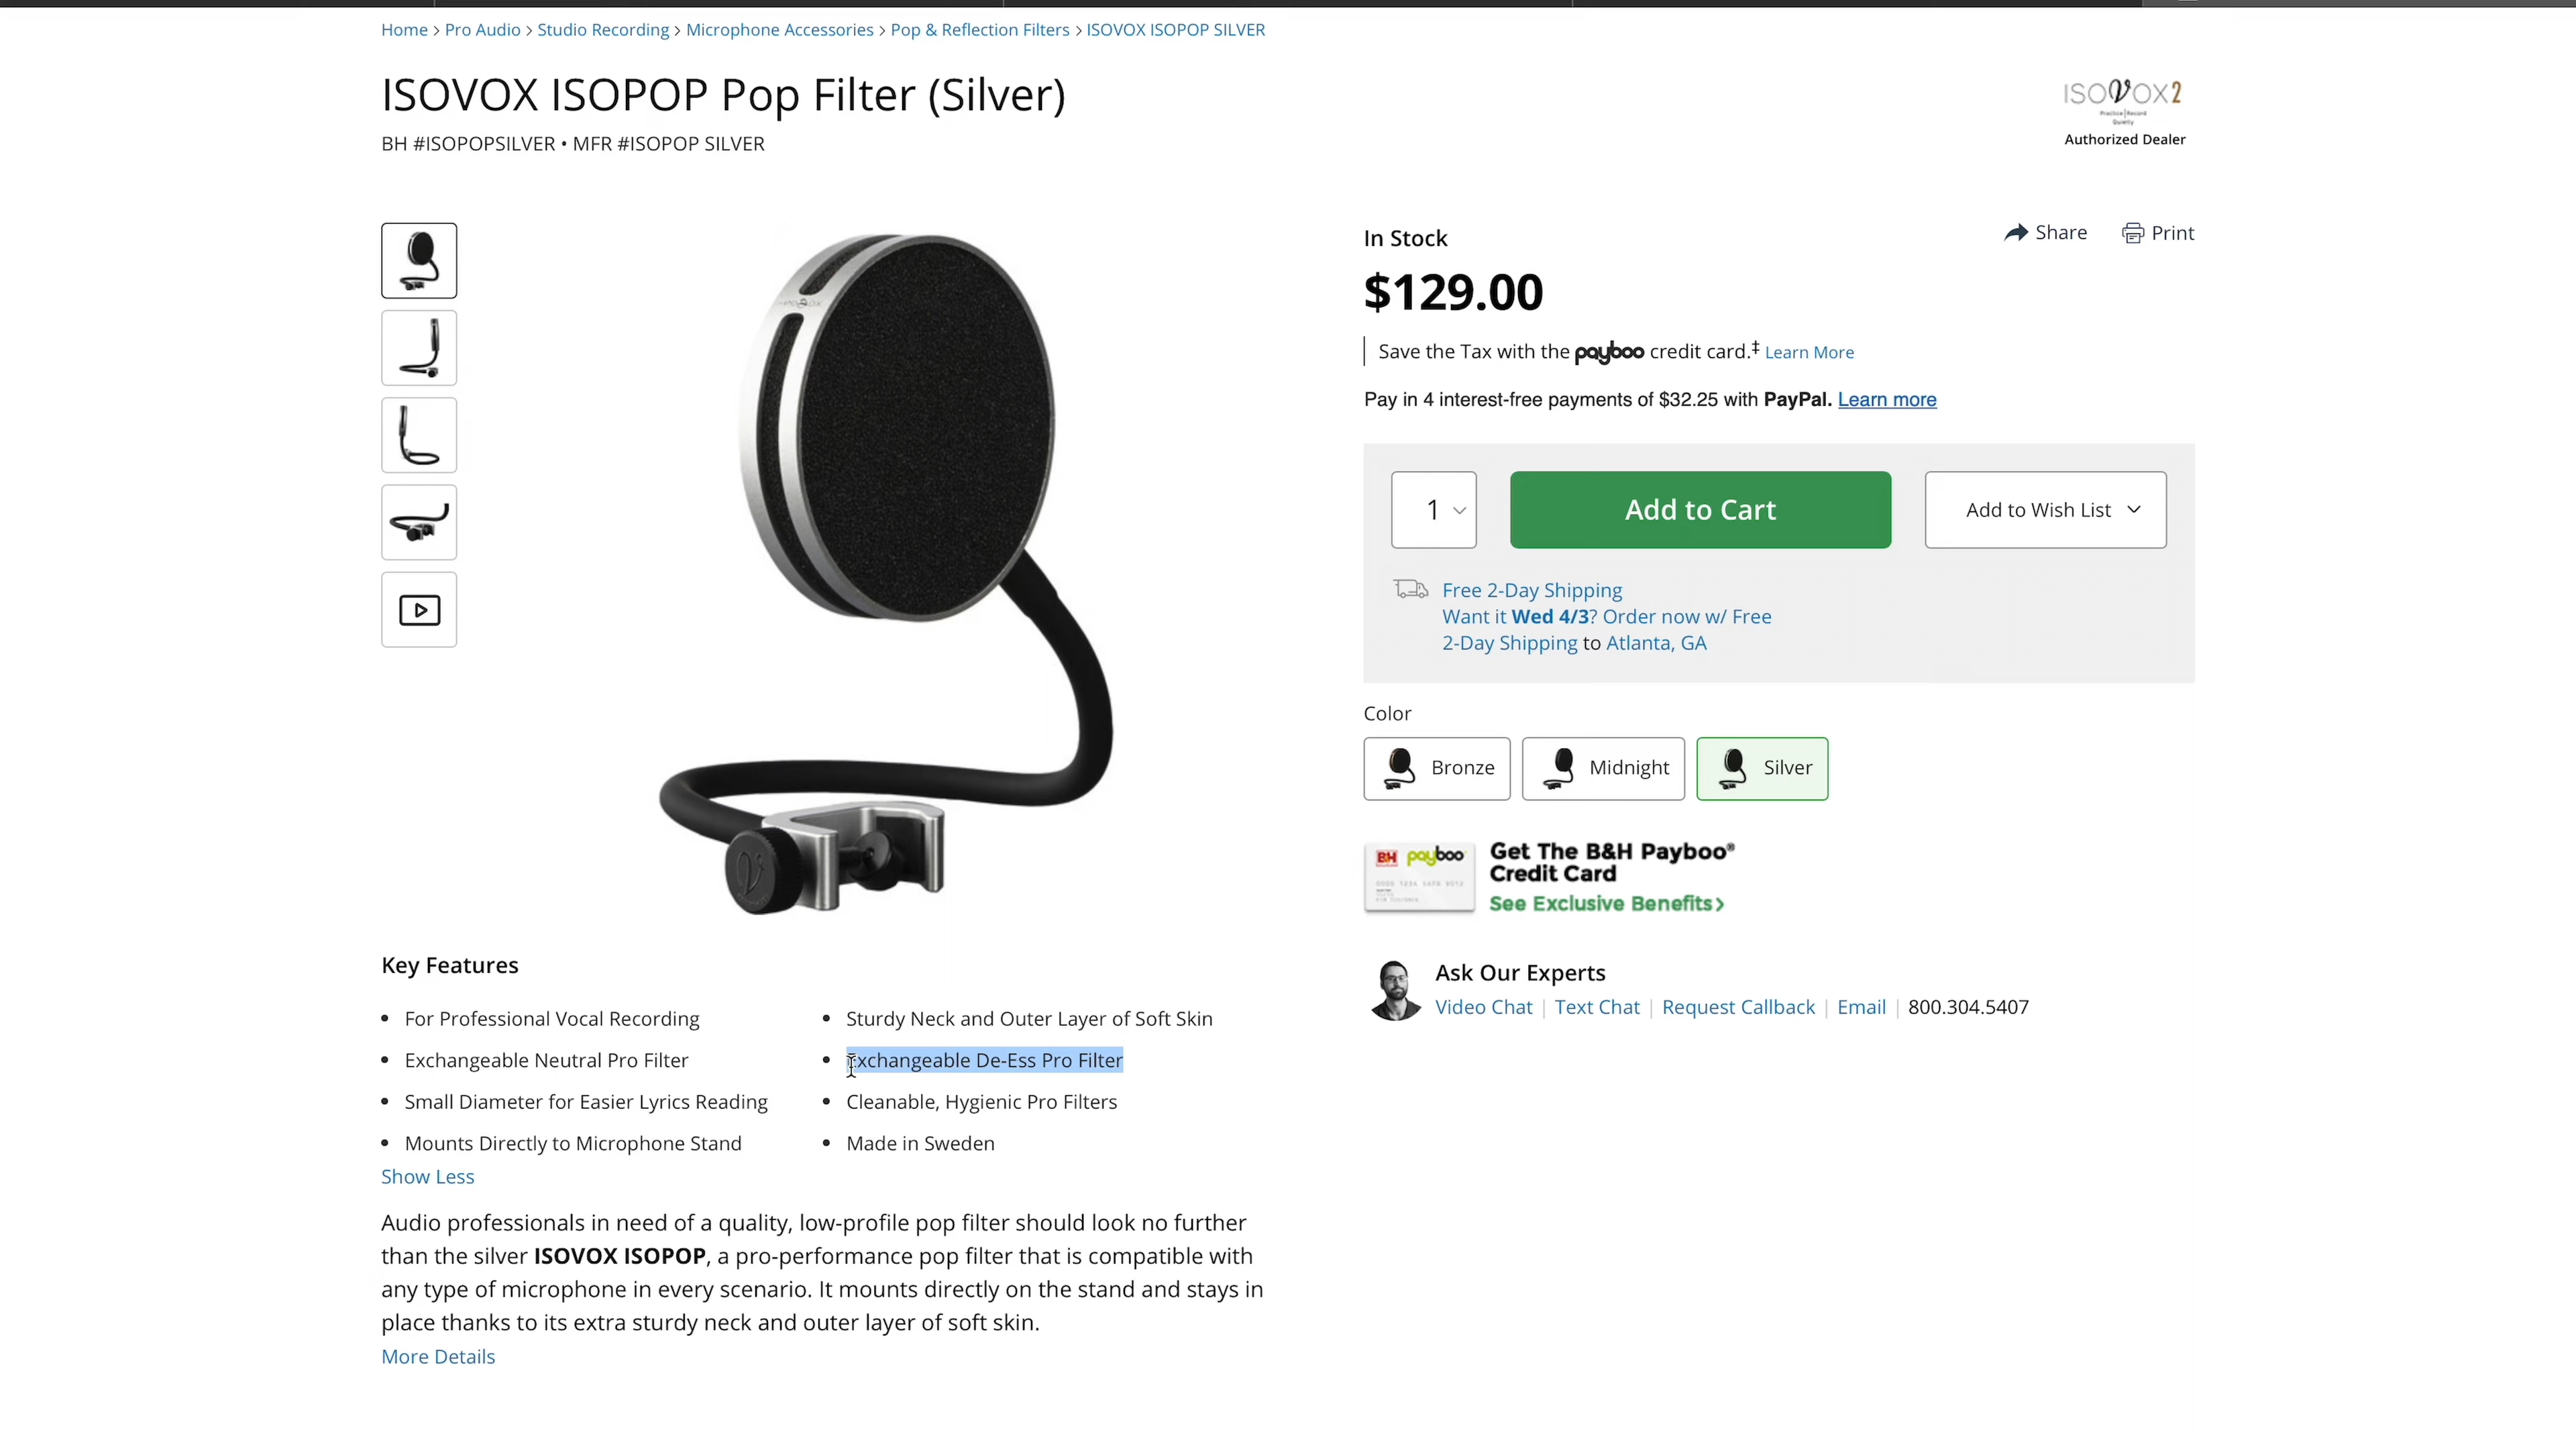 Home > Pro Audio > Studio Recording > Microphone Accessories > Pop & Reflection Filters > ISOVOX ISOPOP SILVER
ISOVOX ISOPOP Pop Filter (Silver)
BH #ISOPOPSILVER • MFR #ISOPOP SILVER
ISOVOX2
Practice|Record
Quietly
Authorized Dealer
In Stock
Share
Print
$129.00
Save the Tax with the payboo credit card.‡ Learn More
Pay in 4 interest-free payments of $32.25 with PayPal. Learn more
1
Add to Cart
Add to Wish List
Free 2-Day Shipping
Want it Wed 4/3? Order now w/ Free
2-Day Shipping to Atlanta, GA
Color
Bronze
Midnight
Silver
BH payboo
Get The B&H Payboo®
Credit Card
See Exclusive Benefits>
Ask Our Experts
Video Chat | Text Chat | Request Callback | Email | 800.304.5407
Key Features
• For Professional Vocal Recording
• Exchangeable Neutral Pro Filter
• Small Diameter for Easier Lyrics Reading
• Mounts Directly to Microphone Stand
• Sturdy Neck and Outer Layer of Soft Skin
• Exchangeable De-Ess Pro Filter
• Cleanable, Hygienic Pro Filters
• Made in Sweden
Show Less
Audio professionals in need of a quality, low-profile pop filter should look no further
than the silver ISOVOX ISOPOP, a pro-performance pop filter that is compatible with
any type of microphone in every scenario. It mounts directly on the stand and stays in
place thanks to its extra sturdy neck and outer layer of soft skin.
More Details